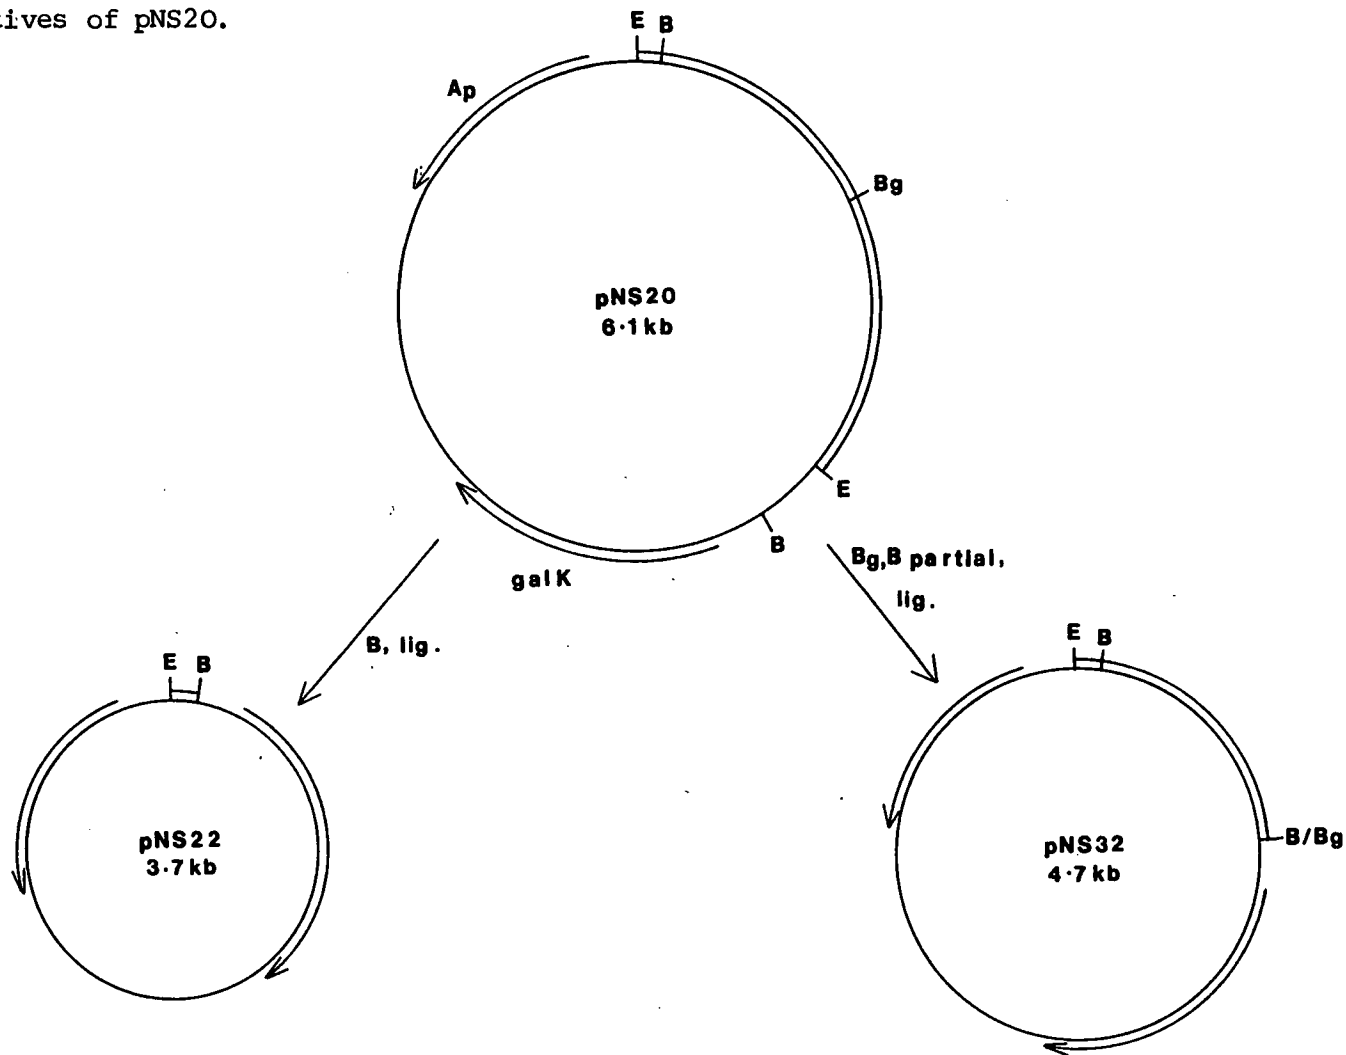 tives of pNS20.
E B
Ap
Bg
pNS20
6·1kb
E
B
galK
Bg,B partial,
lig.
B, lig.
E B
E B
pNS22
3·7kb
B/Bg
pNS32
4·7kb